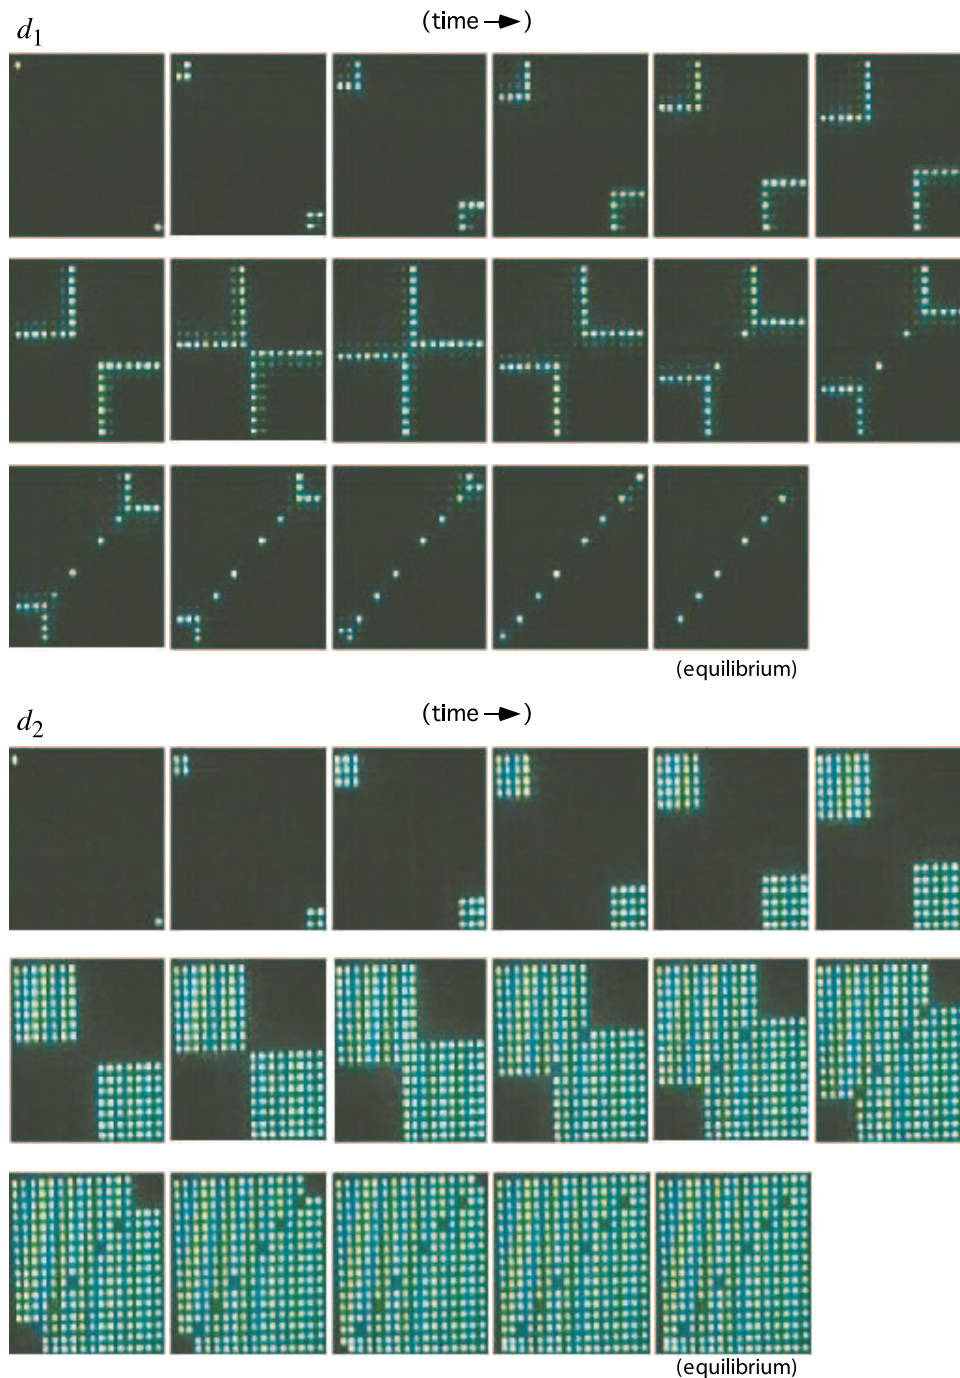 d1
(time → )
(equilibrium)
d2
(time → )
(equilibrium)